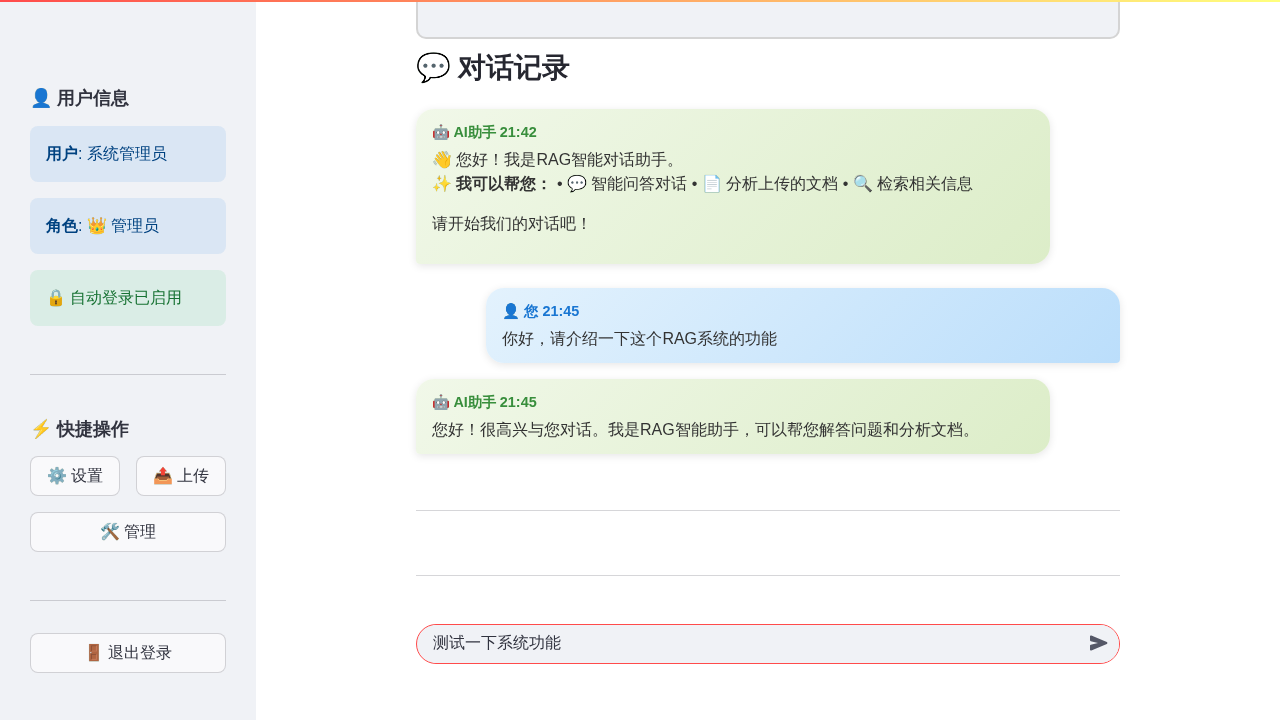 👤 用户信息
用户: 系统管理员
角色: 👑 管理员
🔒 自动登录已启用
⚡ 快捷操作
⚙️ 设置
📤 上传
🛠️ 管理
🚪 退出登录
💬 对话记录
🤖 AI助手 21:42
👋 您好！我是RAG智能对话助手。
✨ 我可以帮您： • 💬 智能问答对话 • 📄 分析上传的文档 • 🔍 检索相关信息
请开始我们的对话吧！
👤 您 21:45
你好，请介绍一下这个RAG系统的功能
🤖 AI助手 21:45
您好！很高兴与您对话。我是RAG智能助手，可以帮您解答问题和分析文档。
测试一下系统功能